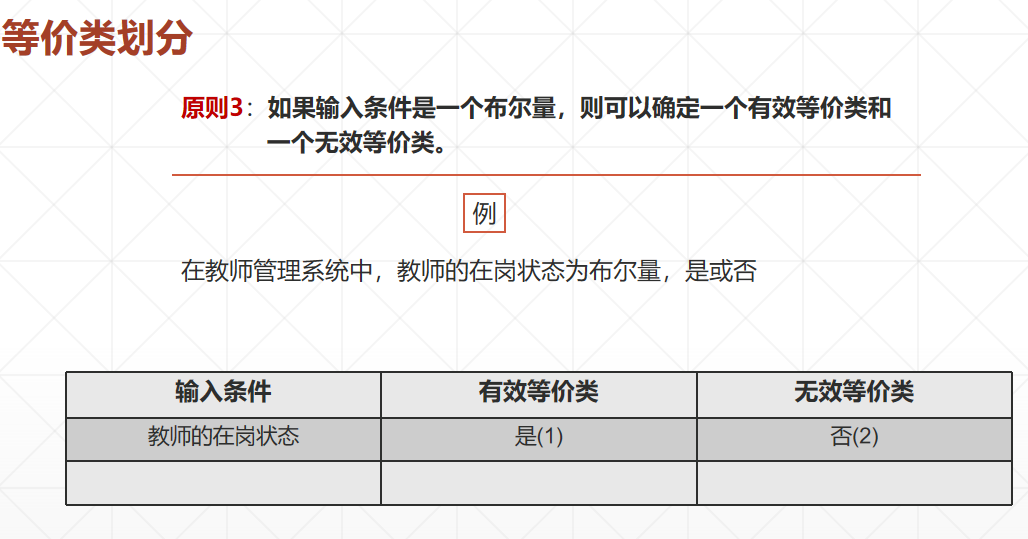 等价类划分
原则3：如果输入条件是一个布尔量，则可以确定一个有效等价类和
一个无效等价类。
例
在教师管理系统中，教师的在岗状态为布尔量，是或否
输入条件 有效等价类 无效等价类
教师的在岗状态 是(1) 否(2)